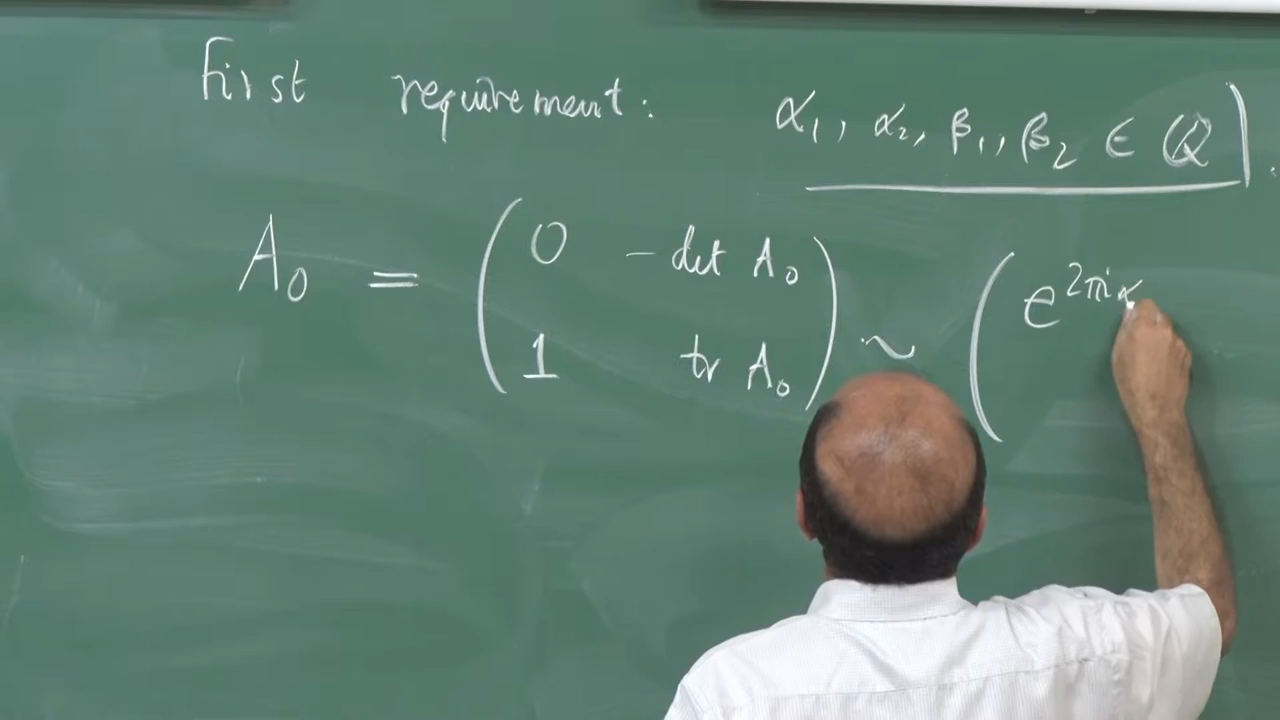 First requirement: α₁, α₂, β₁, β₂ ∈ ℚ.
A₀ = ( 0 − det A₀ ; 1 tr A₀ ) ~ ( e^{2πiα